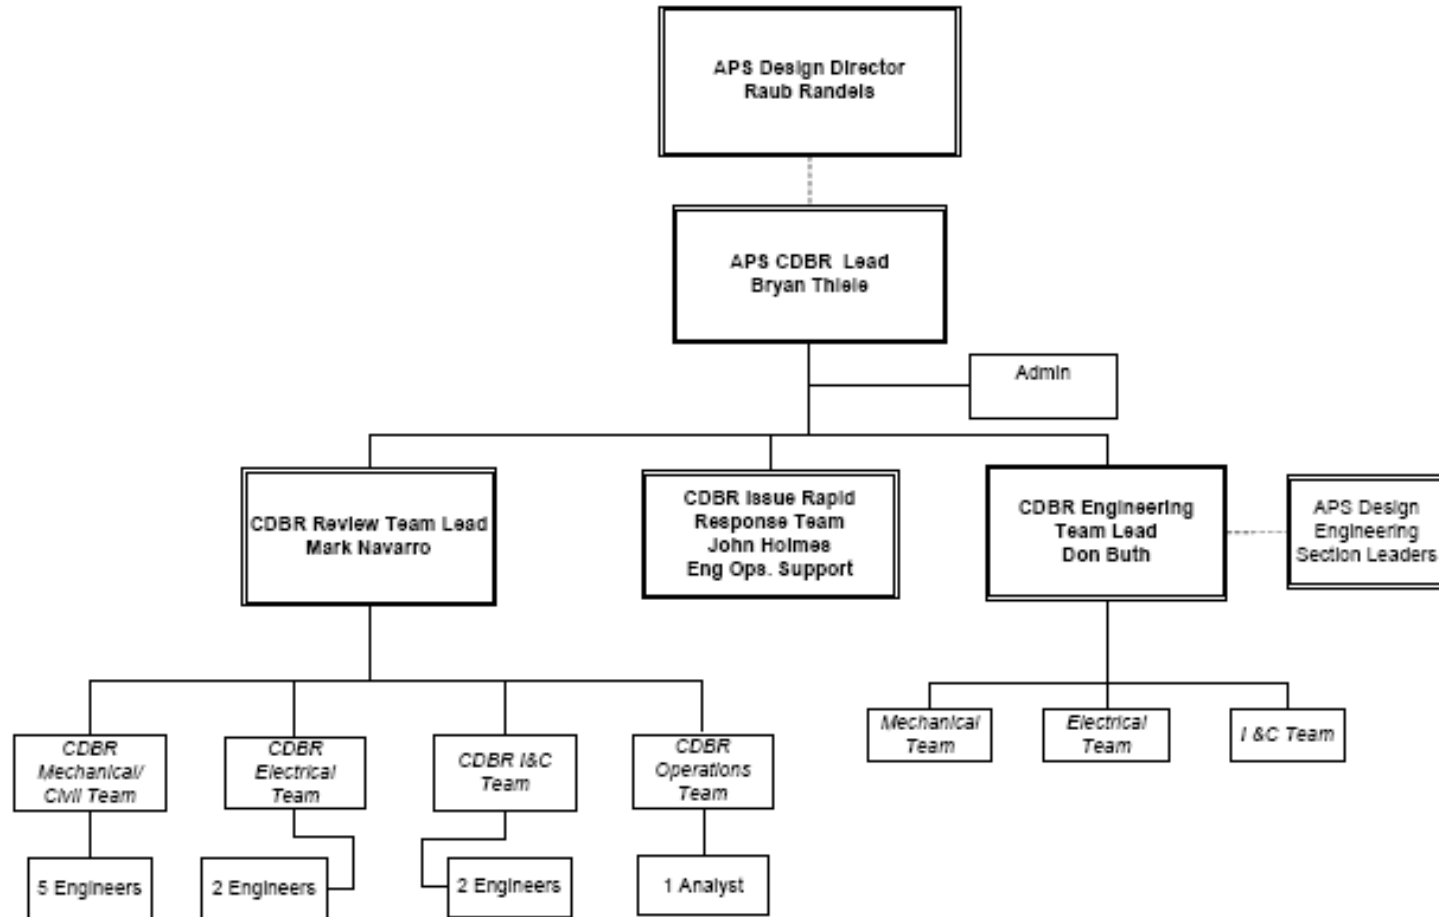 APS Design Director
Raub Randels
APS CDBR Lead
Bryan Thiele
Admin
CDBR Review Team Lead
Mark Navarro
CDBR Issue Rapid
Response Team
John Holmes
Eng Ops. Support
CDBR Engineering
Team Lead
Don Buth
APS Design
Engineering
Section Leaders
CDBR
Mechanical/
Civil Team
CDBR
Electrical
Team
CDBR I&C
Team
CDBR
Operations
Team
Mechanical
Team
Electrical
Team
I &C Team
5 Engineers
2 Engineers
2 Engineers
1 Analyst